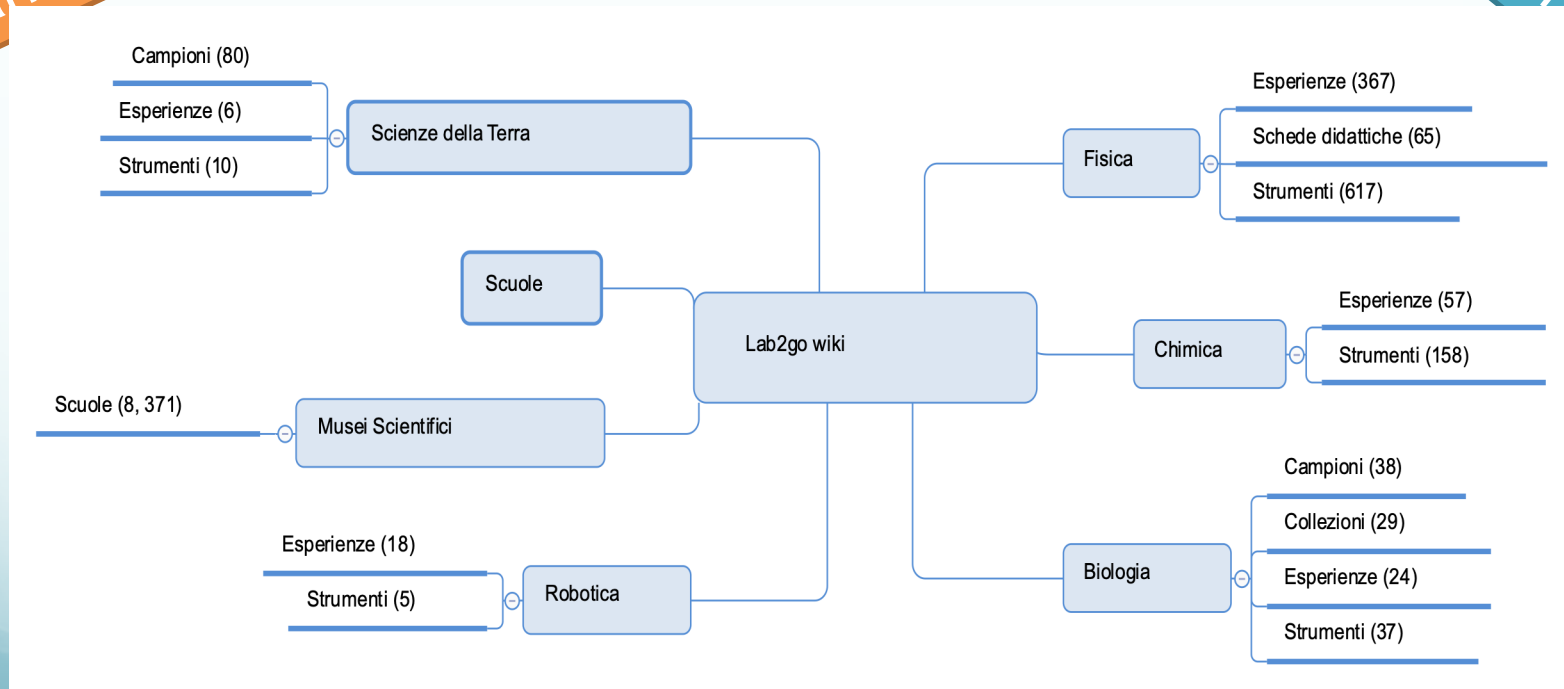 Campioni (80)
Esperienze (6)
Strumenti (10)
Scienze della Terra
Scuole
Scuole (8, 371)
Musei Scientifici
Esperienze (18)
Strumenti (5)
Robotica
Lab2go wiki
Fisica
Esperienze (367)
Schede didattiche (65)
Strumenti (617)
Chimica
Esperienze (57)
Strumenti (158)
Biologia
Campioni (38)
Collezioni (29)
Esperienze (24)
Strumenti (37)